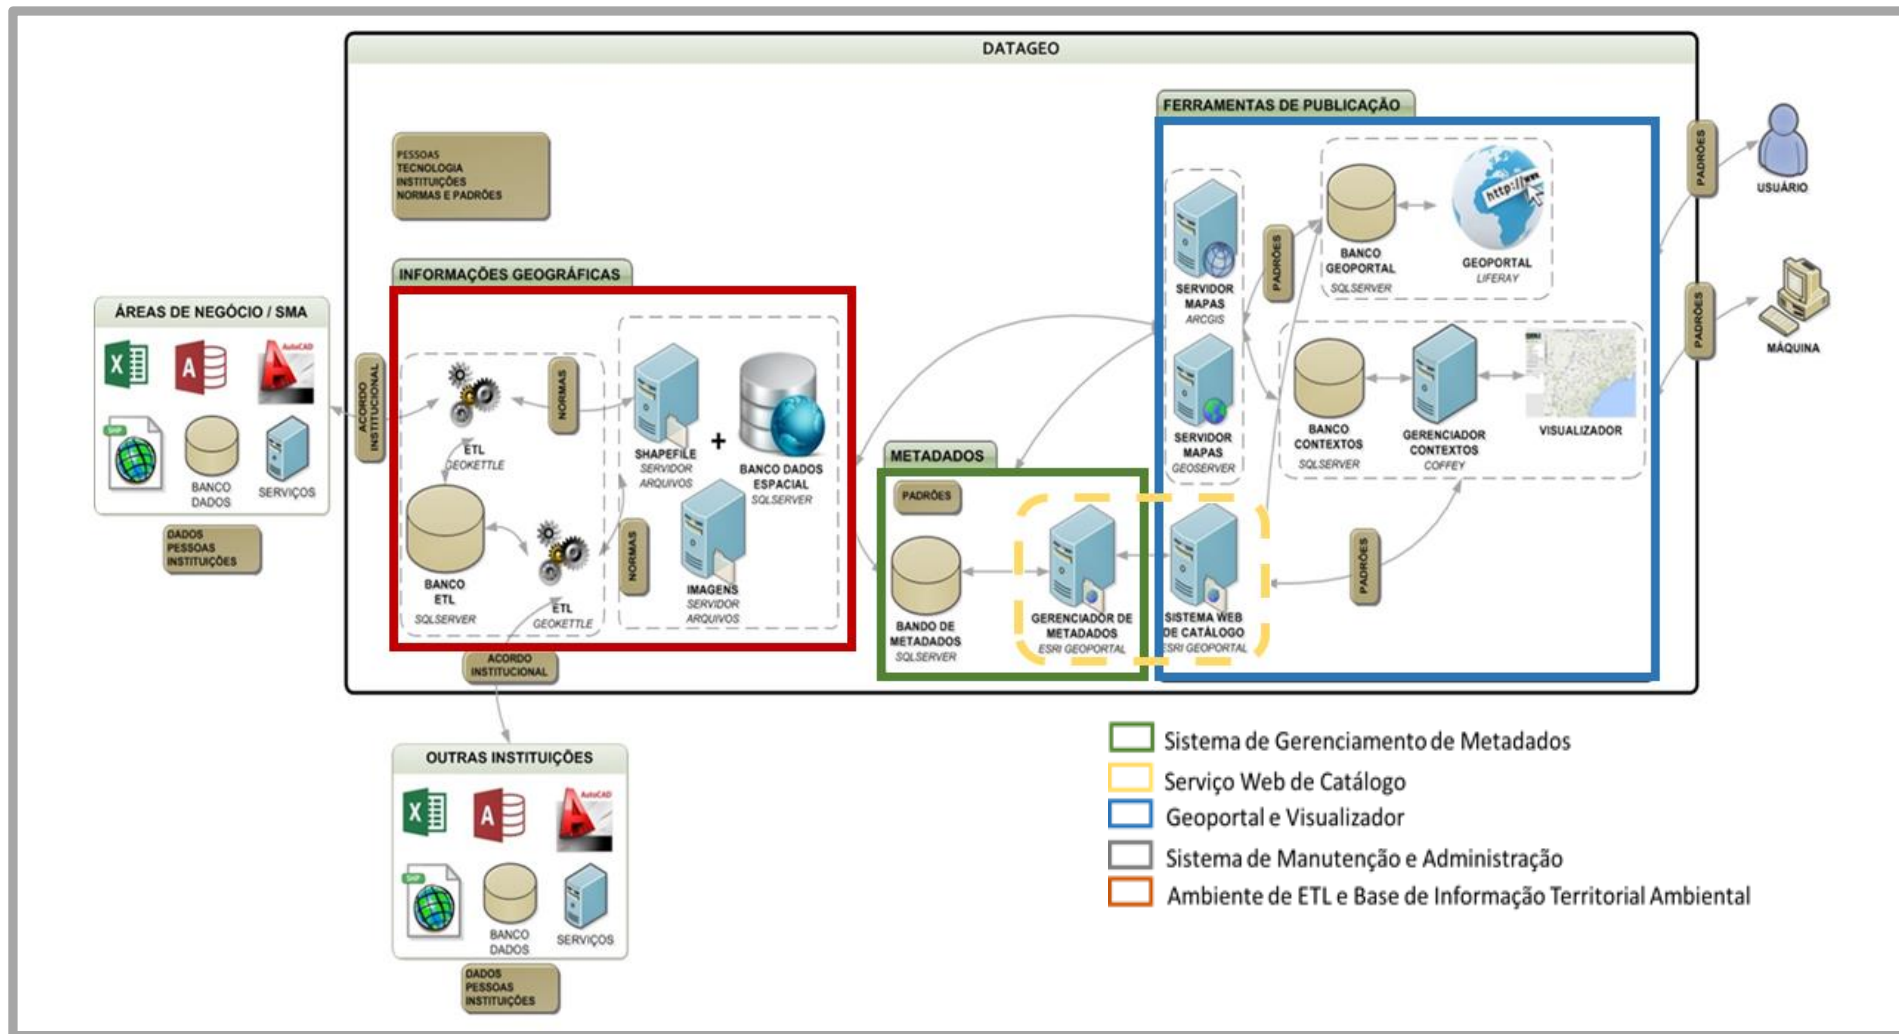 DATAGEO
FERRAMENTAS DE PUBLICAÇÃO
PESSOAS
TECNOLOGIA
INSTITUIÇÕES
NORMAS E PADRÕES
INFORMAÇÕES GEOGRÁFICAS
ÁREAS DE NEGÓCIO / SMA
X
A
AutoCAD
A
SHP
BANCO
DADOS
SERVIÇOS
DADOS
PESSOAS
INSTITUIÇÕES
ACORDO
INSTITUCIONAL
ETL
GEOKETTLE
BANCO
ETL
SQLSERVER
ETL
GEOKETTLE
NORMAS
NORMAS
SHAPEFILE
SERVIDOR
ARQUIVOS
+
BANCO DADOS
ESPACIAL
SQLSERVER
IMAGENS
SERVIDOR
ARQUIVOS
ACORDO
INSTITUCIONAL
METADADOS
PADRÕES
BANDO DE
METADADOS
SQLSERVER
GERENCIADOR DE
METADADOS
ESRI GEOPORTAL
SISTEMA WEB
DE CATÁLOGO
ESRI GEOPORTAL
SERVIDOR
MAPAS
ARCGIS
SERVIDOR
MAPAS
GEOSERVER
PADRÕES
BANCO
GEOPORTAL
SQLSERVER
http://www
GEOPORTAL
LIFERAY
BANCO
CONTEXTOS
SQLSERVER
GERENCIADOR
CONTEXTOS
COFFEY
VISUALIZADOR
PADRÕES
PADRÕES
USUÁRIO
PADRÕES
MÁQUINA
OUTRAS INSTITUIÇÕES
X
A
AutoCAD
A
SHP
BANCO
DADOS
SERVIÇOS
DADOS
PESSOAS
INSTITUIÇÕES
Sistema de Gerenciamento de Metadados
Serviço Web de Catálogo
Geoportal e Visualizador
Sistema de Manutenção e Administração
Ambiente de ETL e Base de Informação Territorial Ambiental